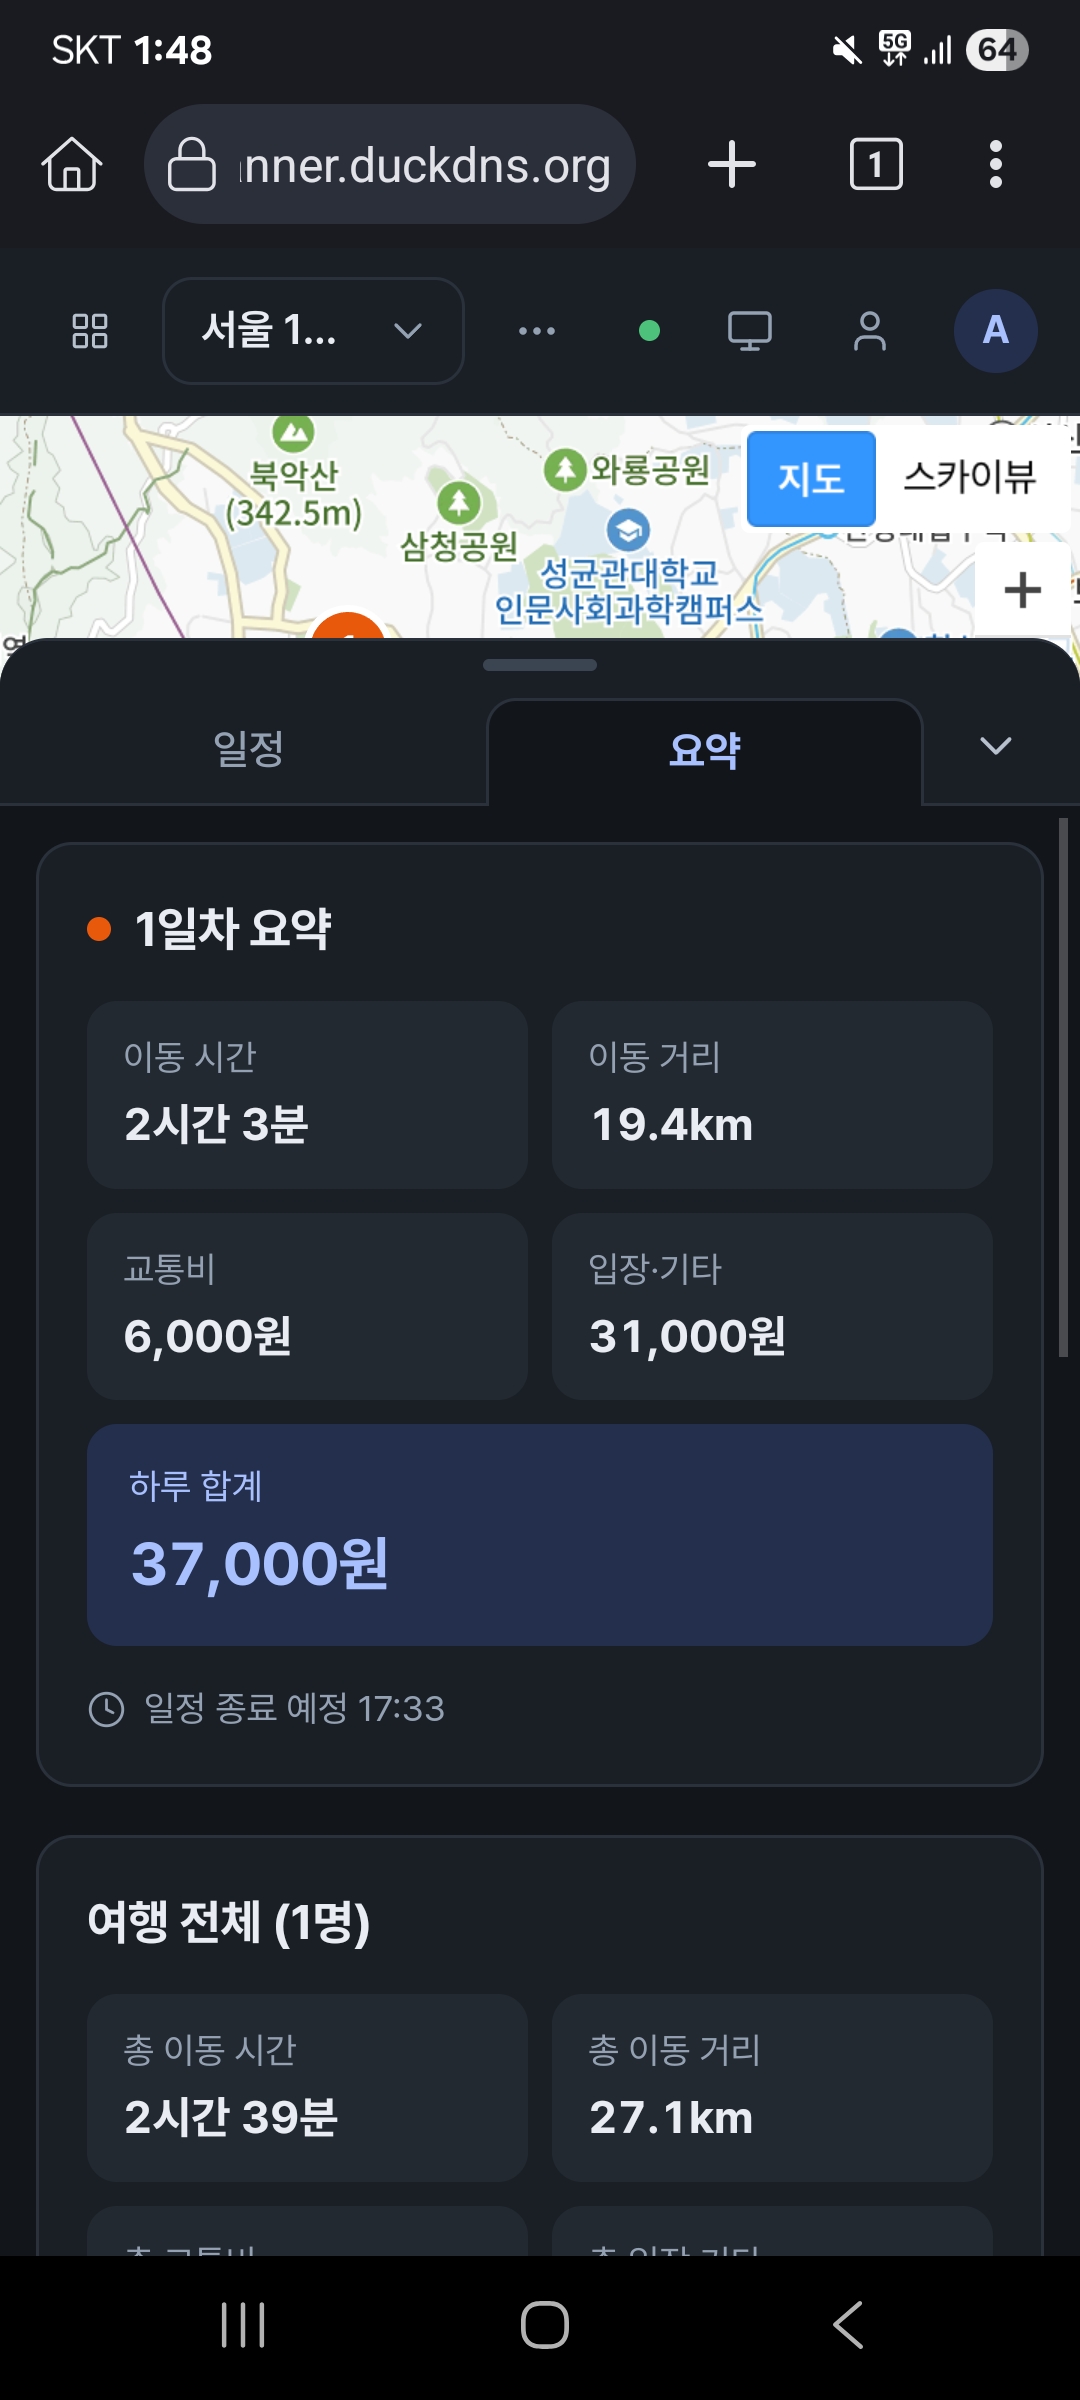 SKT 1:48
5G
64
nner.duckdns.org
1
서울 1...
A
북악산
(342.5m)
삼청공원
와룡공원
성균관대학교
인문사회과학캠퍼스
지도
스카이뷰
+
일정
요약
1일차 요약
이동 시간
이동 거리
2시간 3분
19.4km
교통비
입장·기타
6,000원
31,000원
하루 합계
37,000원
일정 종료 예정 17:33
여행 전체 (1명)
총 이동 시간
총 이동 거리
2시간 39분
27.1km